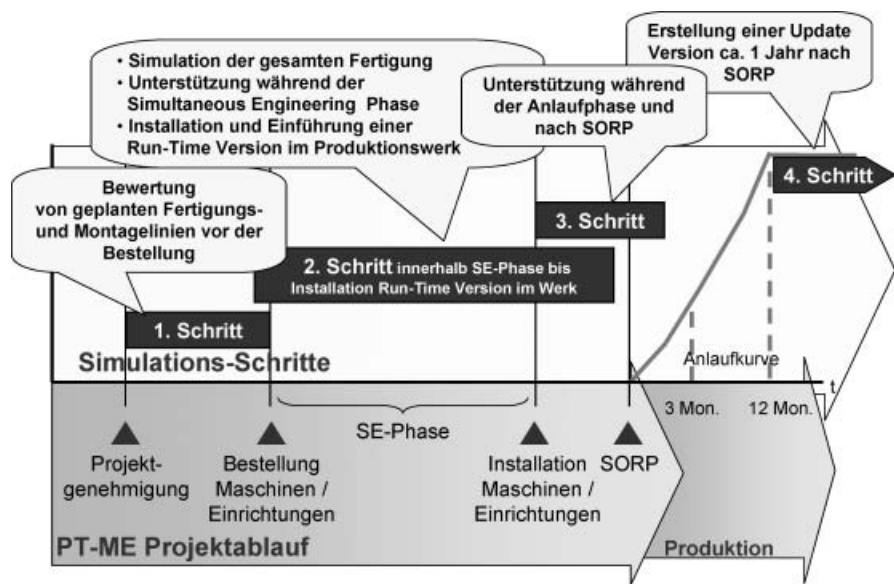 • Simulation der gesamten Fertigung
• Unterstützung während der
Simultaneous Engineering Phase
• Installation und Einführung einer
Run-Time Version im Produktionswerk
Erstellung einer Update
Version ca. 1 Jahr nach
SORP
Unterstützung während
der Anlaufphase und
nach SORP
Bewertung
von geplanten Fertigungs-
und Montagelinien vor der
Bestellung
4. Schritt
3. Schritt
2. Schritt innerhalb SE-Phase bis
Installation Run-Time Version im Werk
1. Schritt
Simulations-Schritte
Anlaufkurve
t
3 Mon.
12 Mon.
SE-Phase
Projekt-
genehmigung
Bestellung
Maschinen /
Einrichtungen
Installation
Maschinen /
Einrichtungen
SORP
PT-ME Projektablauf
Produktion